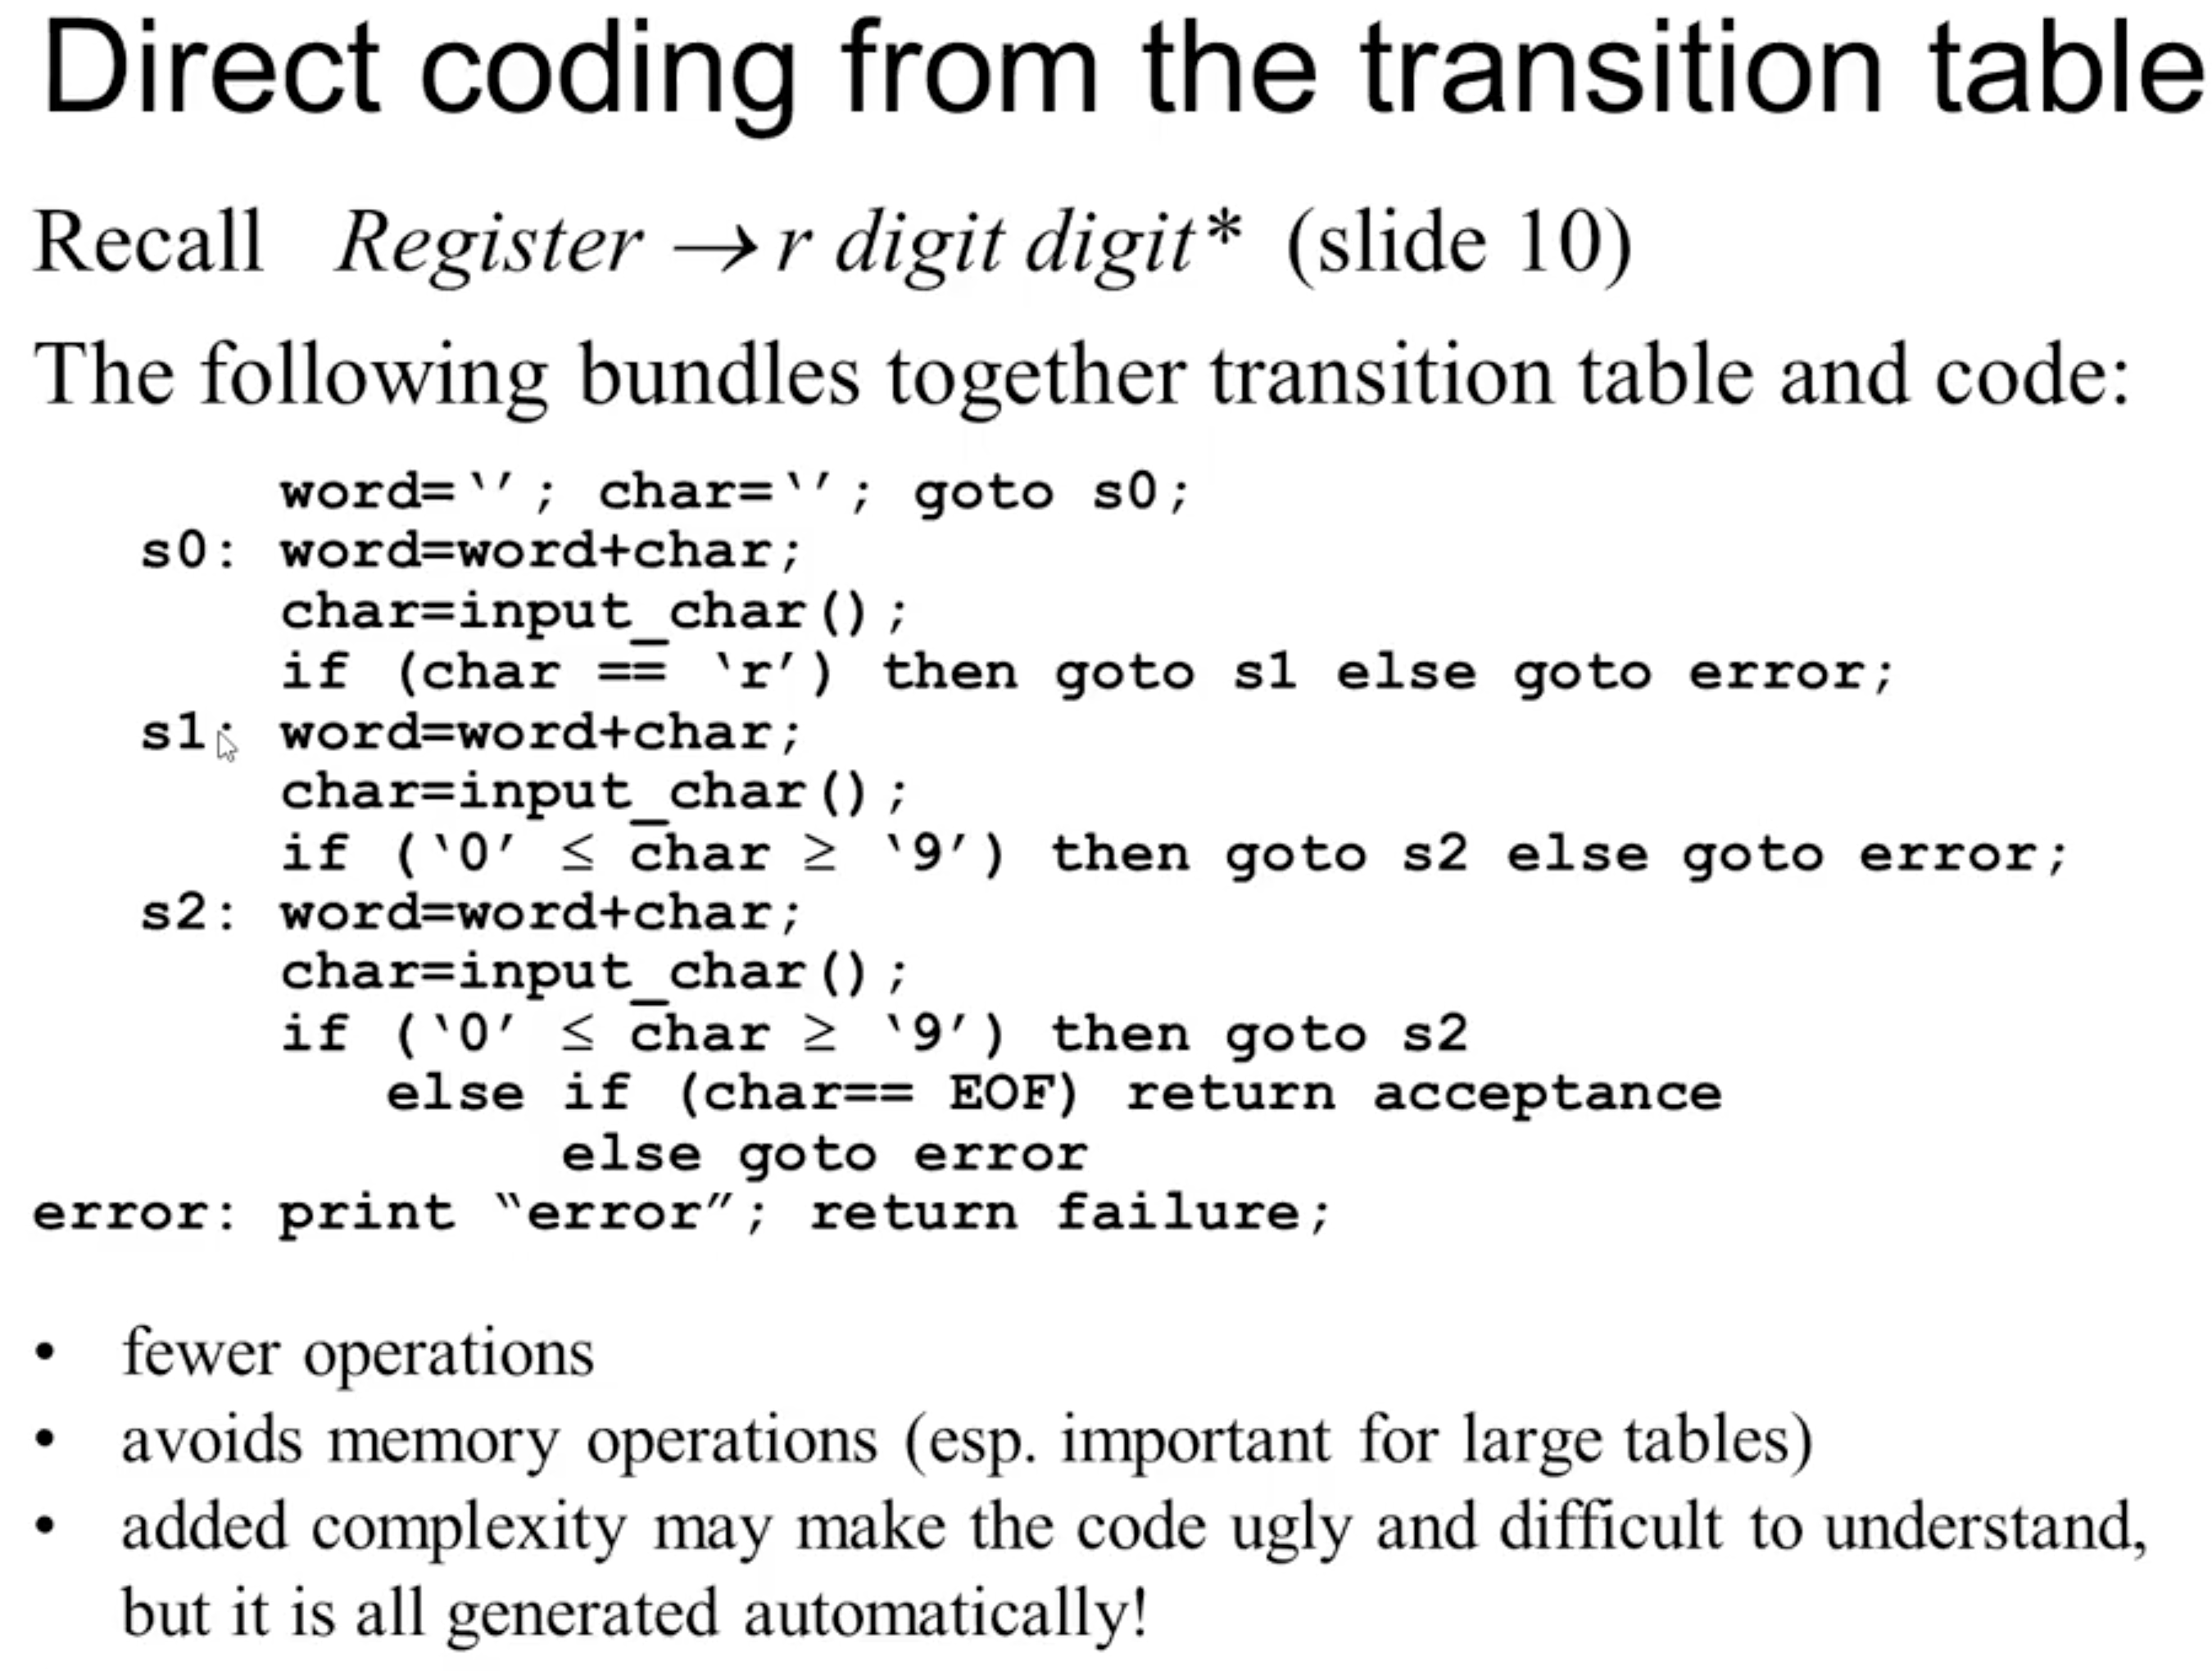 Direct coding from the transition table
Recall Register → r digit digit* (slide 10)
The following bundles together transition table and code:
word=‘’; char=‘’; goto s0;
s0: word=word+char;
char=input_char();
if (char == ‘r’) then goto s1 else goto error;
s1: word=word+char;
char=input_char();
if (‘0’ ≤ char ≥ ‘9’) then goto s2 else goto error;
s2: word=word+char;
char=input_char();
if (‘0’ ≤ char ≥ ‘9’) then goto s2
else if (char== EOF) return acceptance
else goto error
error: print “error”; return failure;
• fewer operations
• avoids memory operations (esp. important for large tables)
• added complexity may make the code ugly and difficult to understand,
but it is all generated automatically!